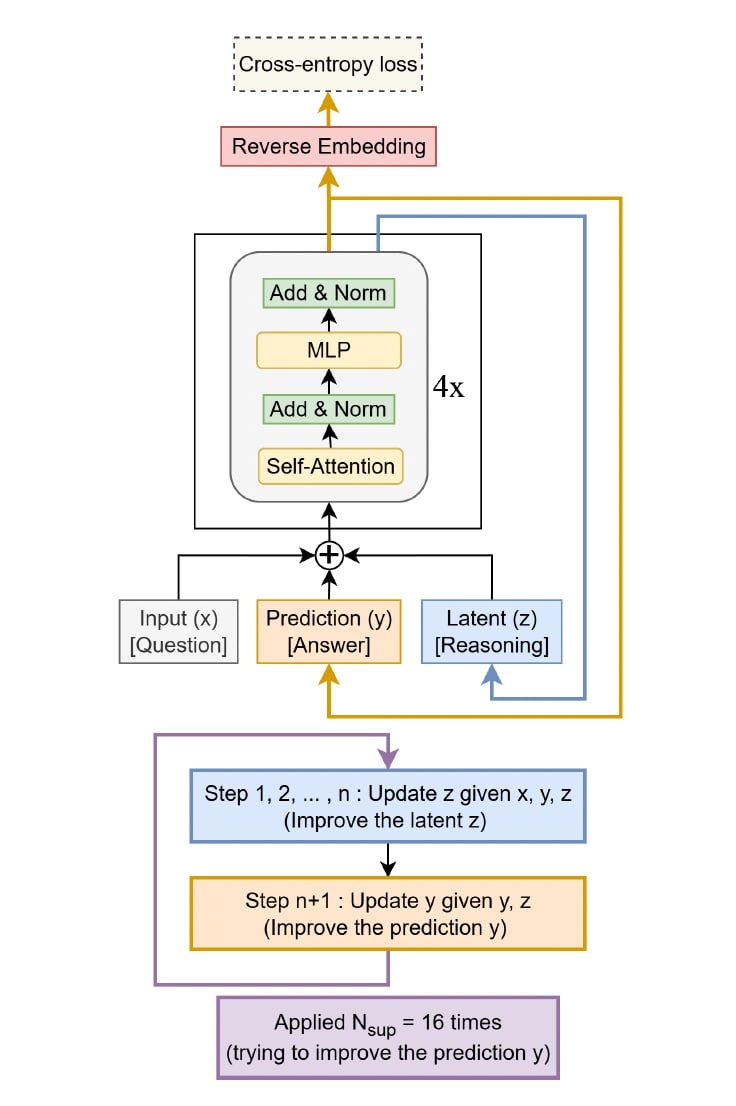 Cross-entropy loss
Reverse Embedding
Add & Norm
MLP
4x
Add & Norm
Self-Attention
+
Input (x)
[Question]
Prediction (y)
[Answer]
Latent (z)
[Reasoning]
Step 1, 2, ... , n : Update z given x, y, z
(Improve the latent z)
Step n+1 : Update y given y, z
(Improve the prediction y)
Applied Nsup = 16 times
(trying to improve the prediction y)